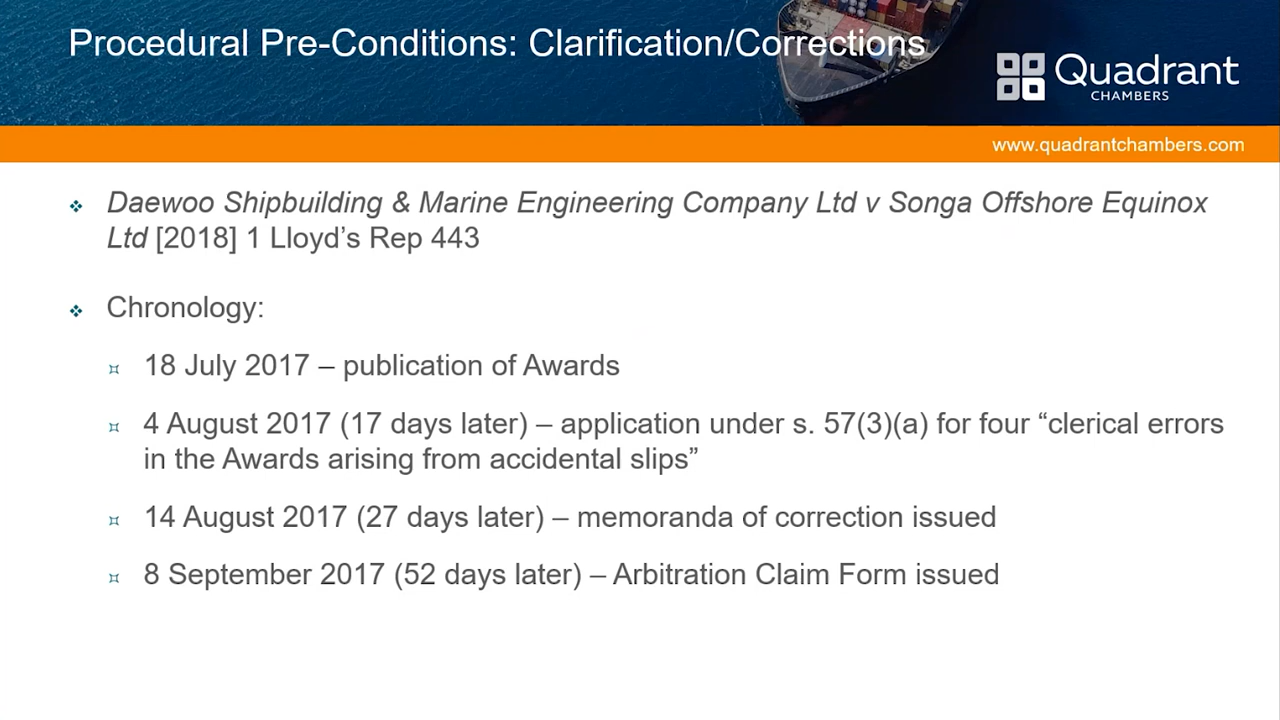 Procedural Pre-Conditions: Clarification/Corrections
Quadrant
CHAMBERS
www.quadrantchambers.com
Daewoo Shipbuilding & Marine Engineering Company Ltd v Songa Offshore Equinox
Ltd [2018] 1 Lloyd’s Rep 443
Chronology:
18 July 2017 – publication of Awards
4 August 2017 (17 days later) – application under s. 57(3)(a) for four “clerical errors
in the Awards arising from accidental slips”
14 August 2017 (27 days later) – memoranda of correction issued
8 September 2017 (52 days later) – Arbitration Claim Form issued